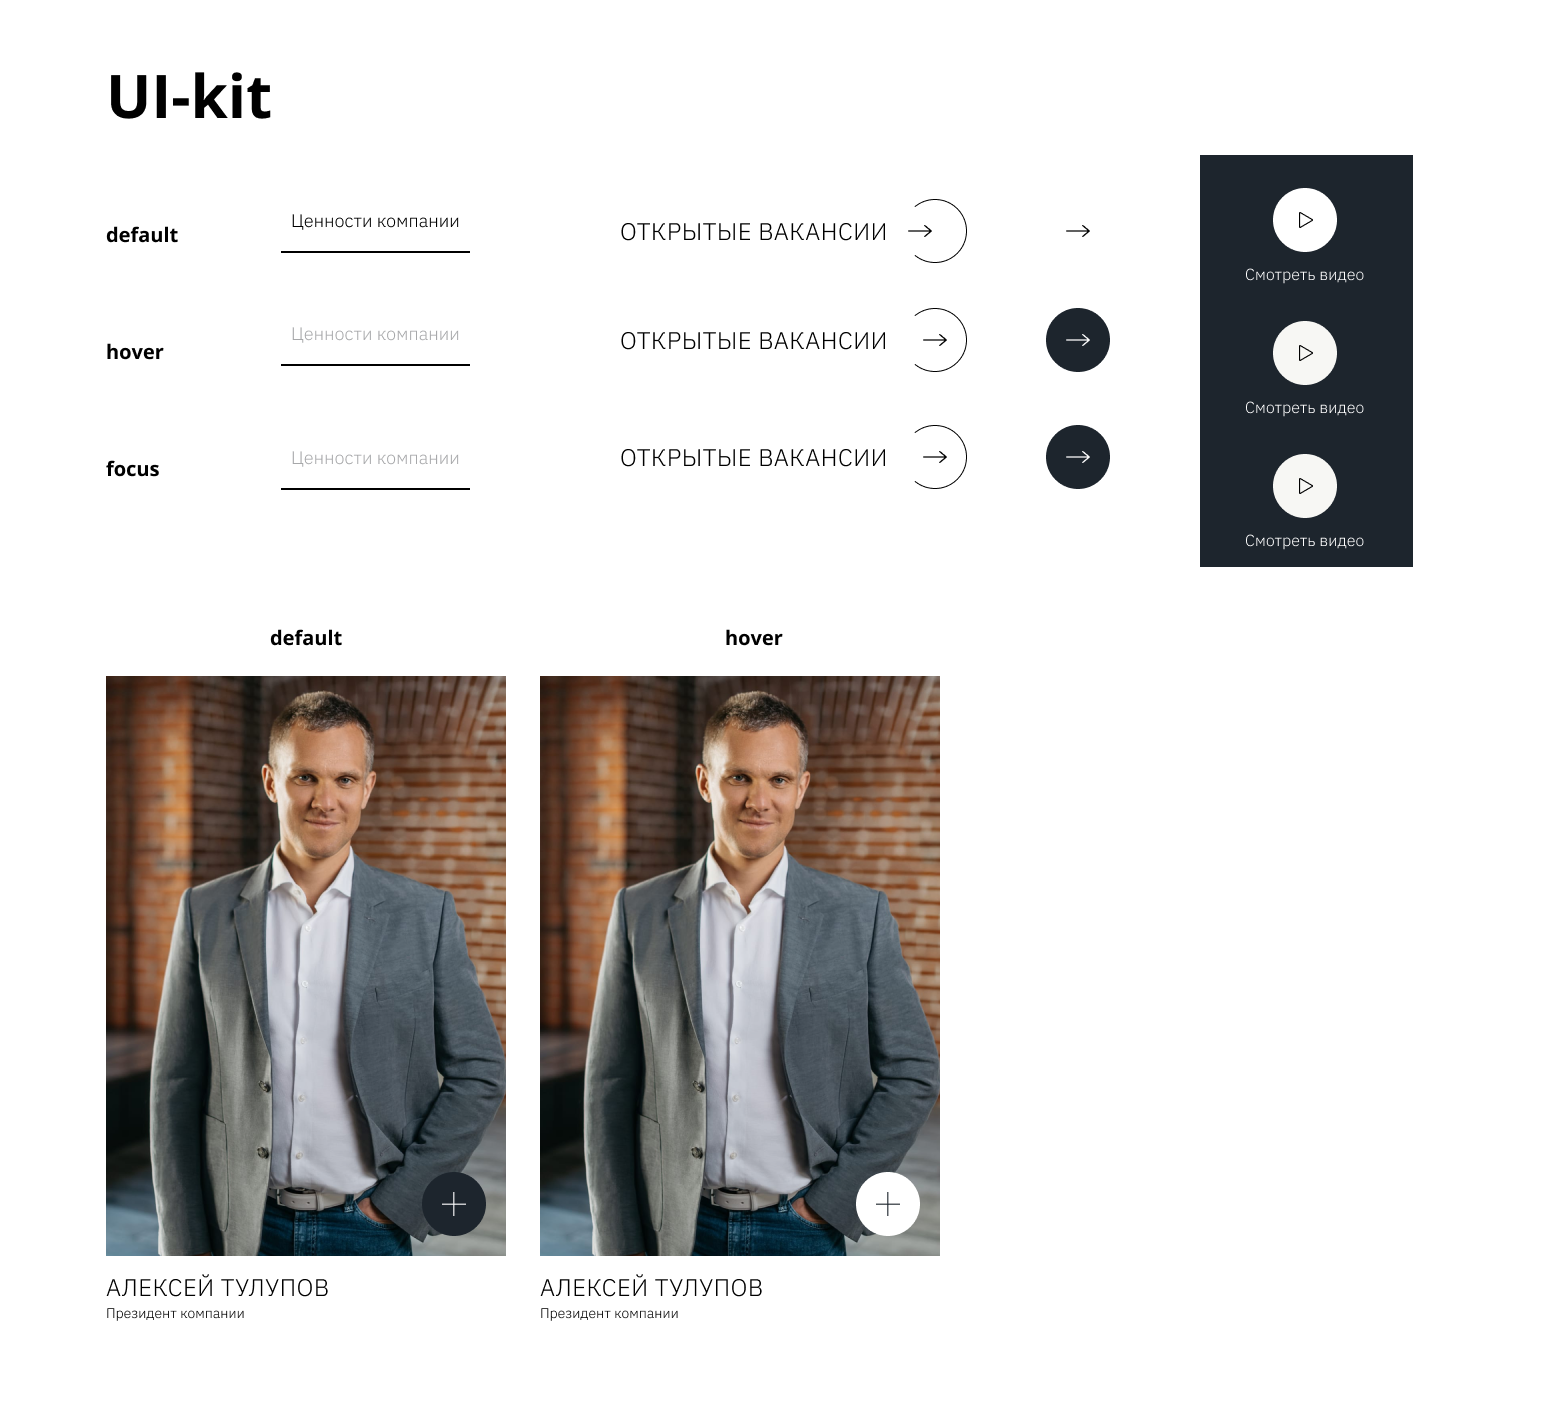 UI-kit
default
Ценности компании
ОТКРЫТЫЕ ВАКАНСИИ
Смотреть видео
hover
Ценности компании
ОТКРЫТЫЕ ВАКАНСИИ
Смотреть видео
focus
Ценности компании
ОТКРЫТЫЕ ВАКАНСИИ
Смотреть видео
default
hover
АЛЕКСЕЙ ТУЛУПОВ
Президент компании
АЛЕКСЕЙ ТУЛУПОВ
Президент компании